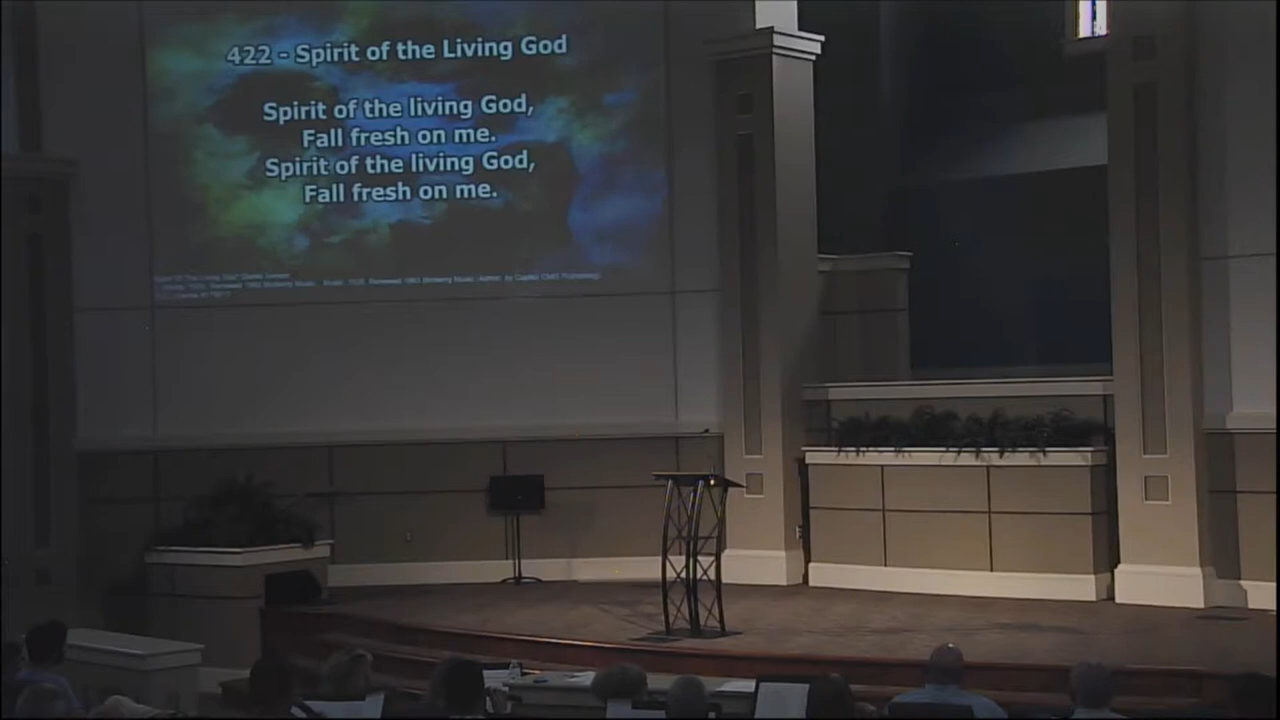 422 - Spirit of the Living God
Spirit of the living God,
Fall fresh on me.
Spirit of the living God,
Fall fresh on me.